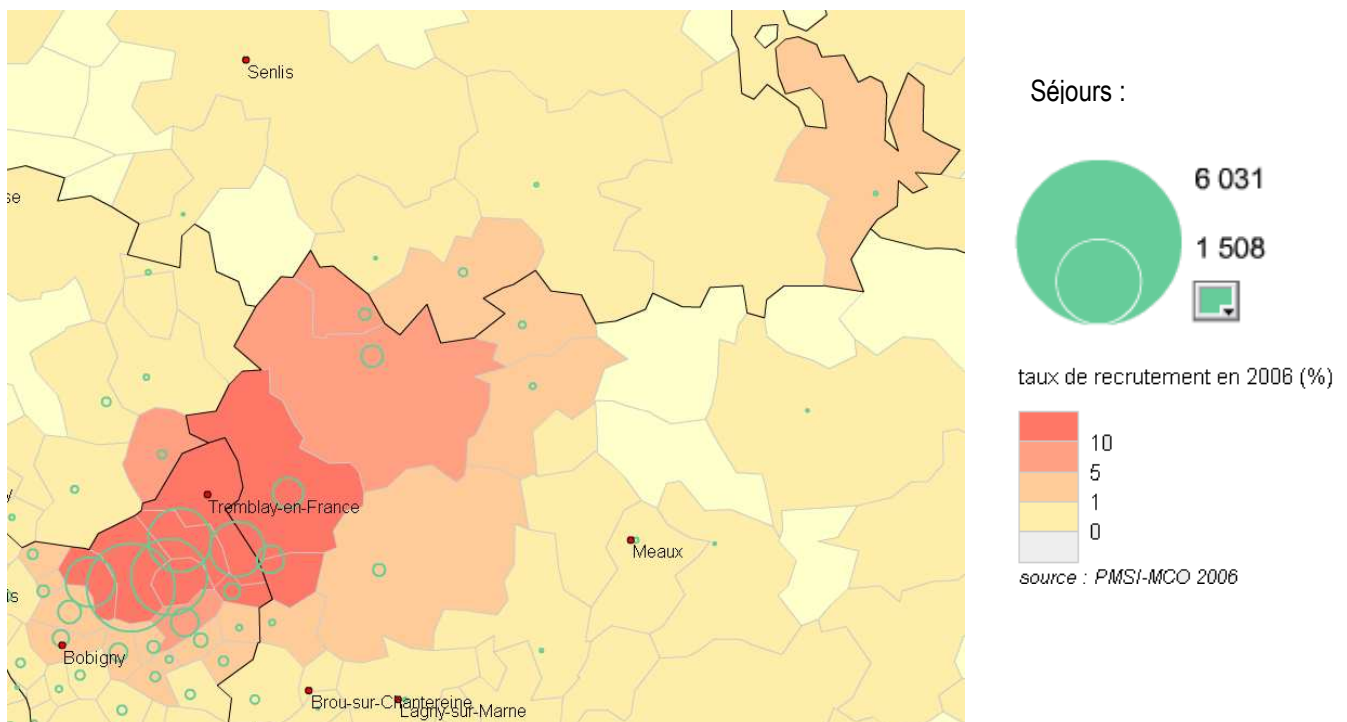 Senlis
se
y
Tremblay-en-France
Meaux
is
Bobigny
Brou-sur-Chantereine
Lagny-sur-Marne
Séjours :
6 031
1 508
taux de recrutement en 2006 (%)
10
5
1
0
source : PMSI-MCO 2006